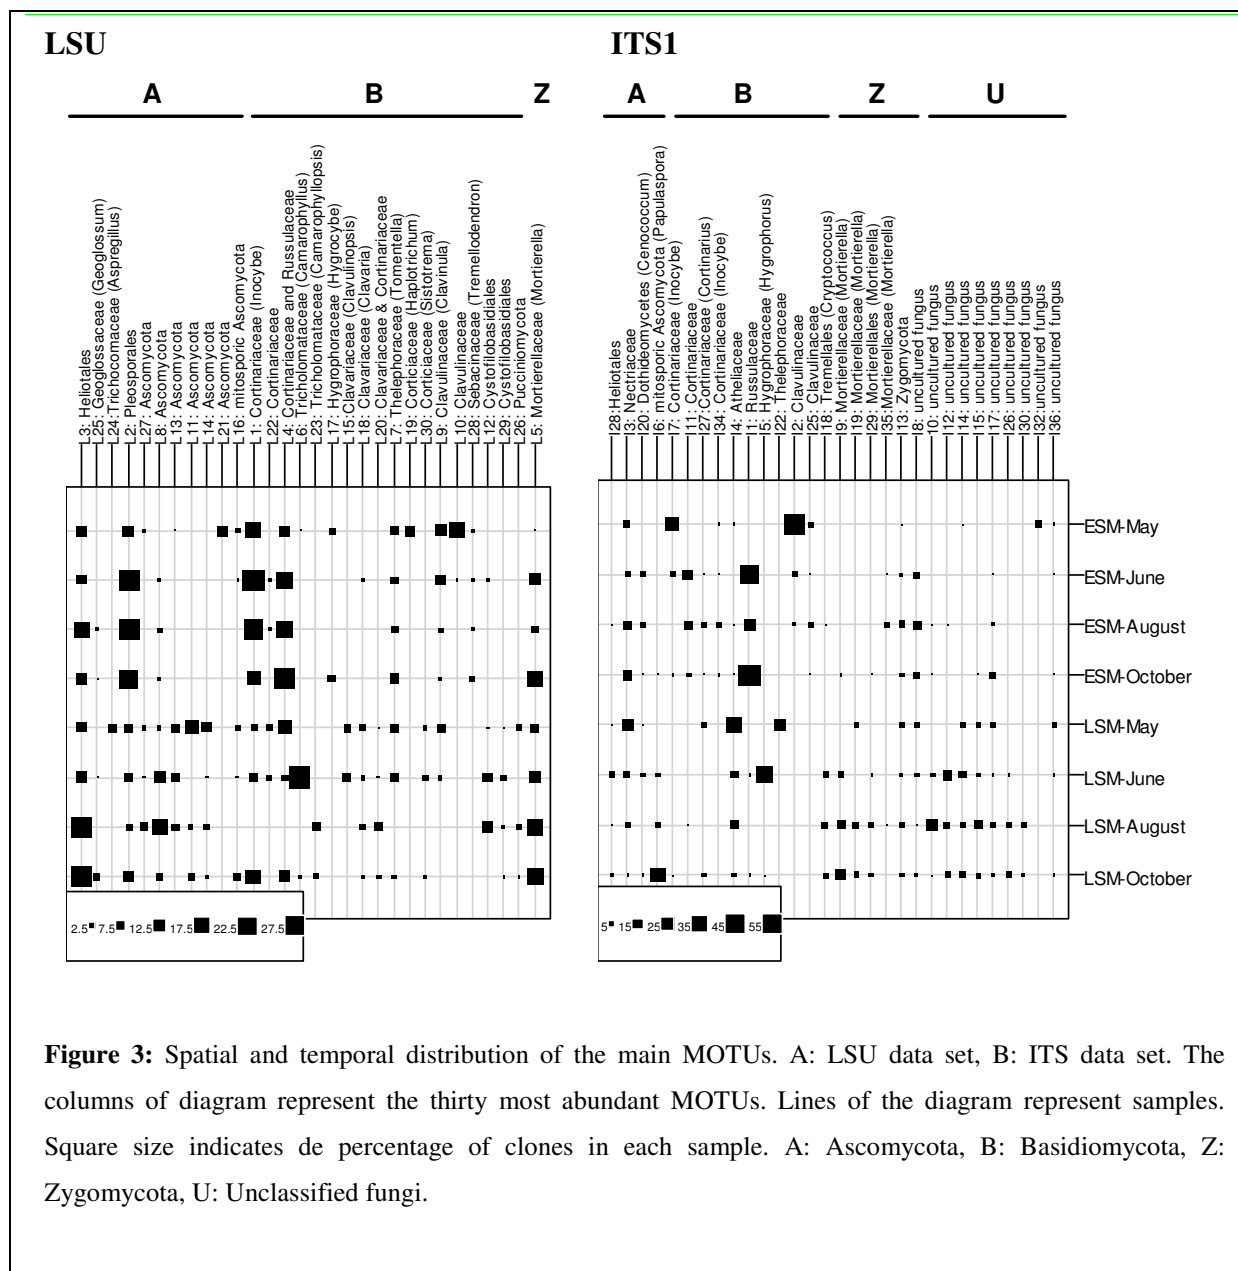 LSU
ITS1
A
B
Z
A
B
Z
U
L3: Heliotales
L25: Geoglossaceae (Geoglossum)
L24: Trichocomaceae (Aspregillus)
L2: Pleosporales
L27: Ascomycota
L8: Ascomycota
L13: Ascomycota
L11: Ascomycota
L14: Ascomycota
L21: Ascomycota
L16: mitosporic Ascomycota
L1: Cortinariaceae (Inocybe)
L22: Cortinariaceae
L4: Cortinariaceae and Russulaceae
L6: Tricholomataceae (Camarophyllus)
L23: Tricholomataceae (Camarophyllopsis)
L17: Hygrophoraceae (Hygrocybe)
L15:Clavariaceae (Clavulinopsis)
L18: Clavariaceae (Clavaria)
L20: Clavariaceae & Cortinariaceae
L7: Thelephoraceae (Tomentella)
L19: Corticiaceae (Haplotrichum)
L30: Corticiaceae (Sistotrema)
L9: Clavulinaceae (Clavinula)
L10: Clavulinaceae
L28: Sebacinaceae (Tremellodendron)
L12: Cystofilobasidiales
L29: Cystofilobasidiales
L26: Pucciniomycota
L5: Mortierellaceae (Mortierella)
I28: Heliotales
I3: Nectriaceae
I20: Dothideomycetes (Cenococcum)
I6: mitosporic Ascomycota (Papulaspora)
I7: Cortinariaceae (Inocybe)
I11: Cortinariaceae
I27:Cortinariaceae (Cortinarius)
I34: Cortinariaceae (Inocybe)
I4: Atheliaceae
I1: Russulaceae
I5: Hygrophoraceae (Hygrophorus)
I22: Thelephoraceae
I2: Clavulinaceae
I25: Clavulinaceae
I18: Tremellales (Cryptococcus)
I9: Mortierellaceae (Mortierella)
I19: Mortierellaceae (Mortierella)
I29: Mortierellales (Mortierella)
I35:Mortierellaceae (Mortierella)
I13: Zygomycota
I8: uncultured fungus
I10: uncultured fungus
I12: uncultured fungus
I14: uncultured fungus
I15: uncultured fungus
I17: uncultured fungus
I26: uncultured fungus
I30: uncultured fungus
I32: uncultured fungus
I36: uncultured fungus
ESM-May
ESM-June
ESM-August
ESM-October
LSM-May
LSM-June
LSM-August
LSM-October
2.5 7.5 12.5 17.5 22.5 27.5
5 15 25 35 45 55
Figure 3: Spatial and temporal distribution of the main MOTUs. A: LSU data set, B: ITS data set. The
columns of diagram represent the thirty most abundant MOTUs. Lines of the diagram represent samples.
Square size indicates de percentage of clones in each sample. A: Ascomycota, B: Basidiomycota, Z:
Zygomycota, U: Unclassified fungi.